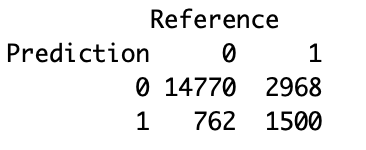 Reference
Prediction 0 1
0 14770 2968
1 762 1500